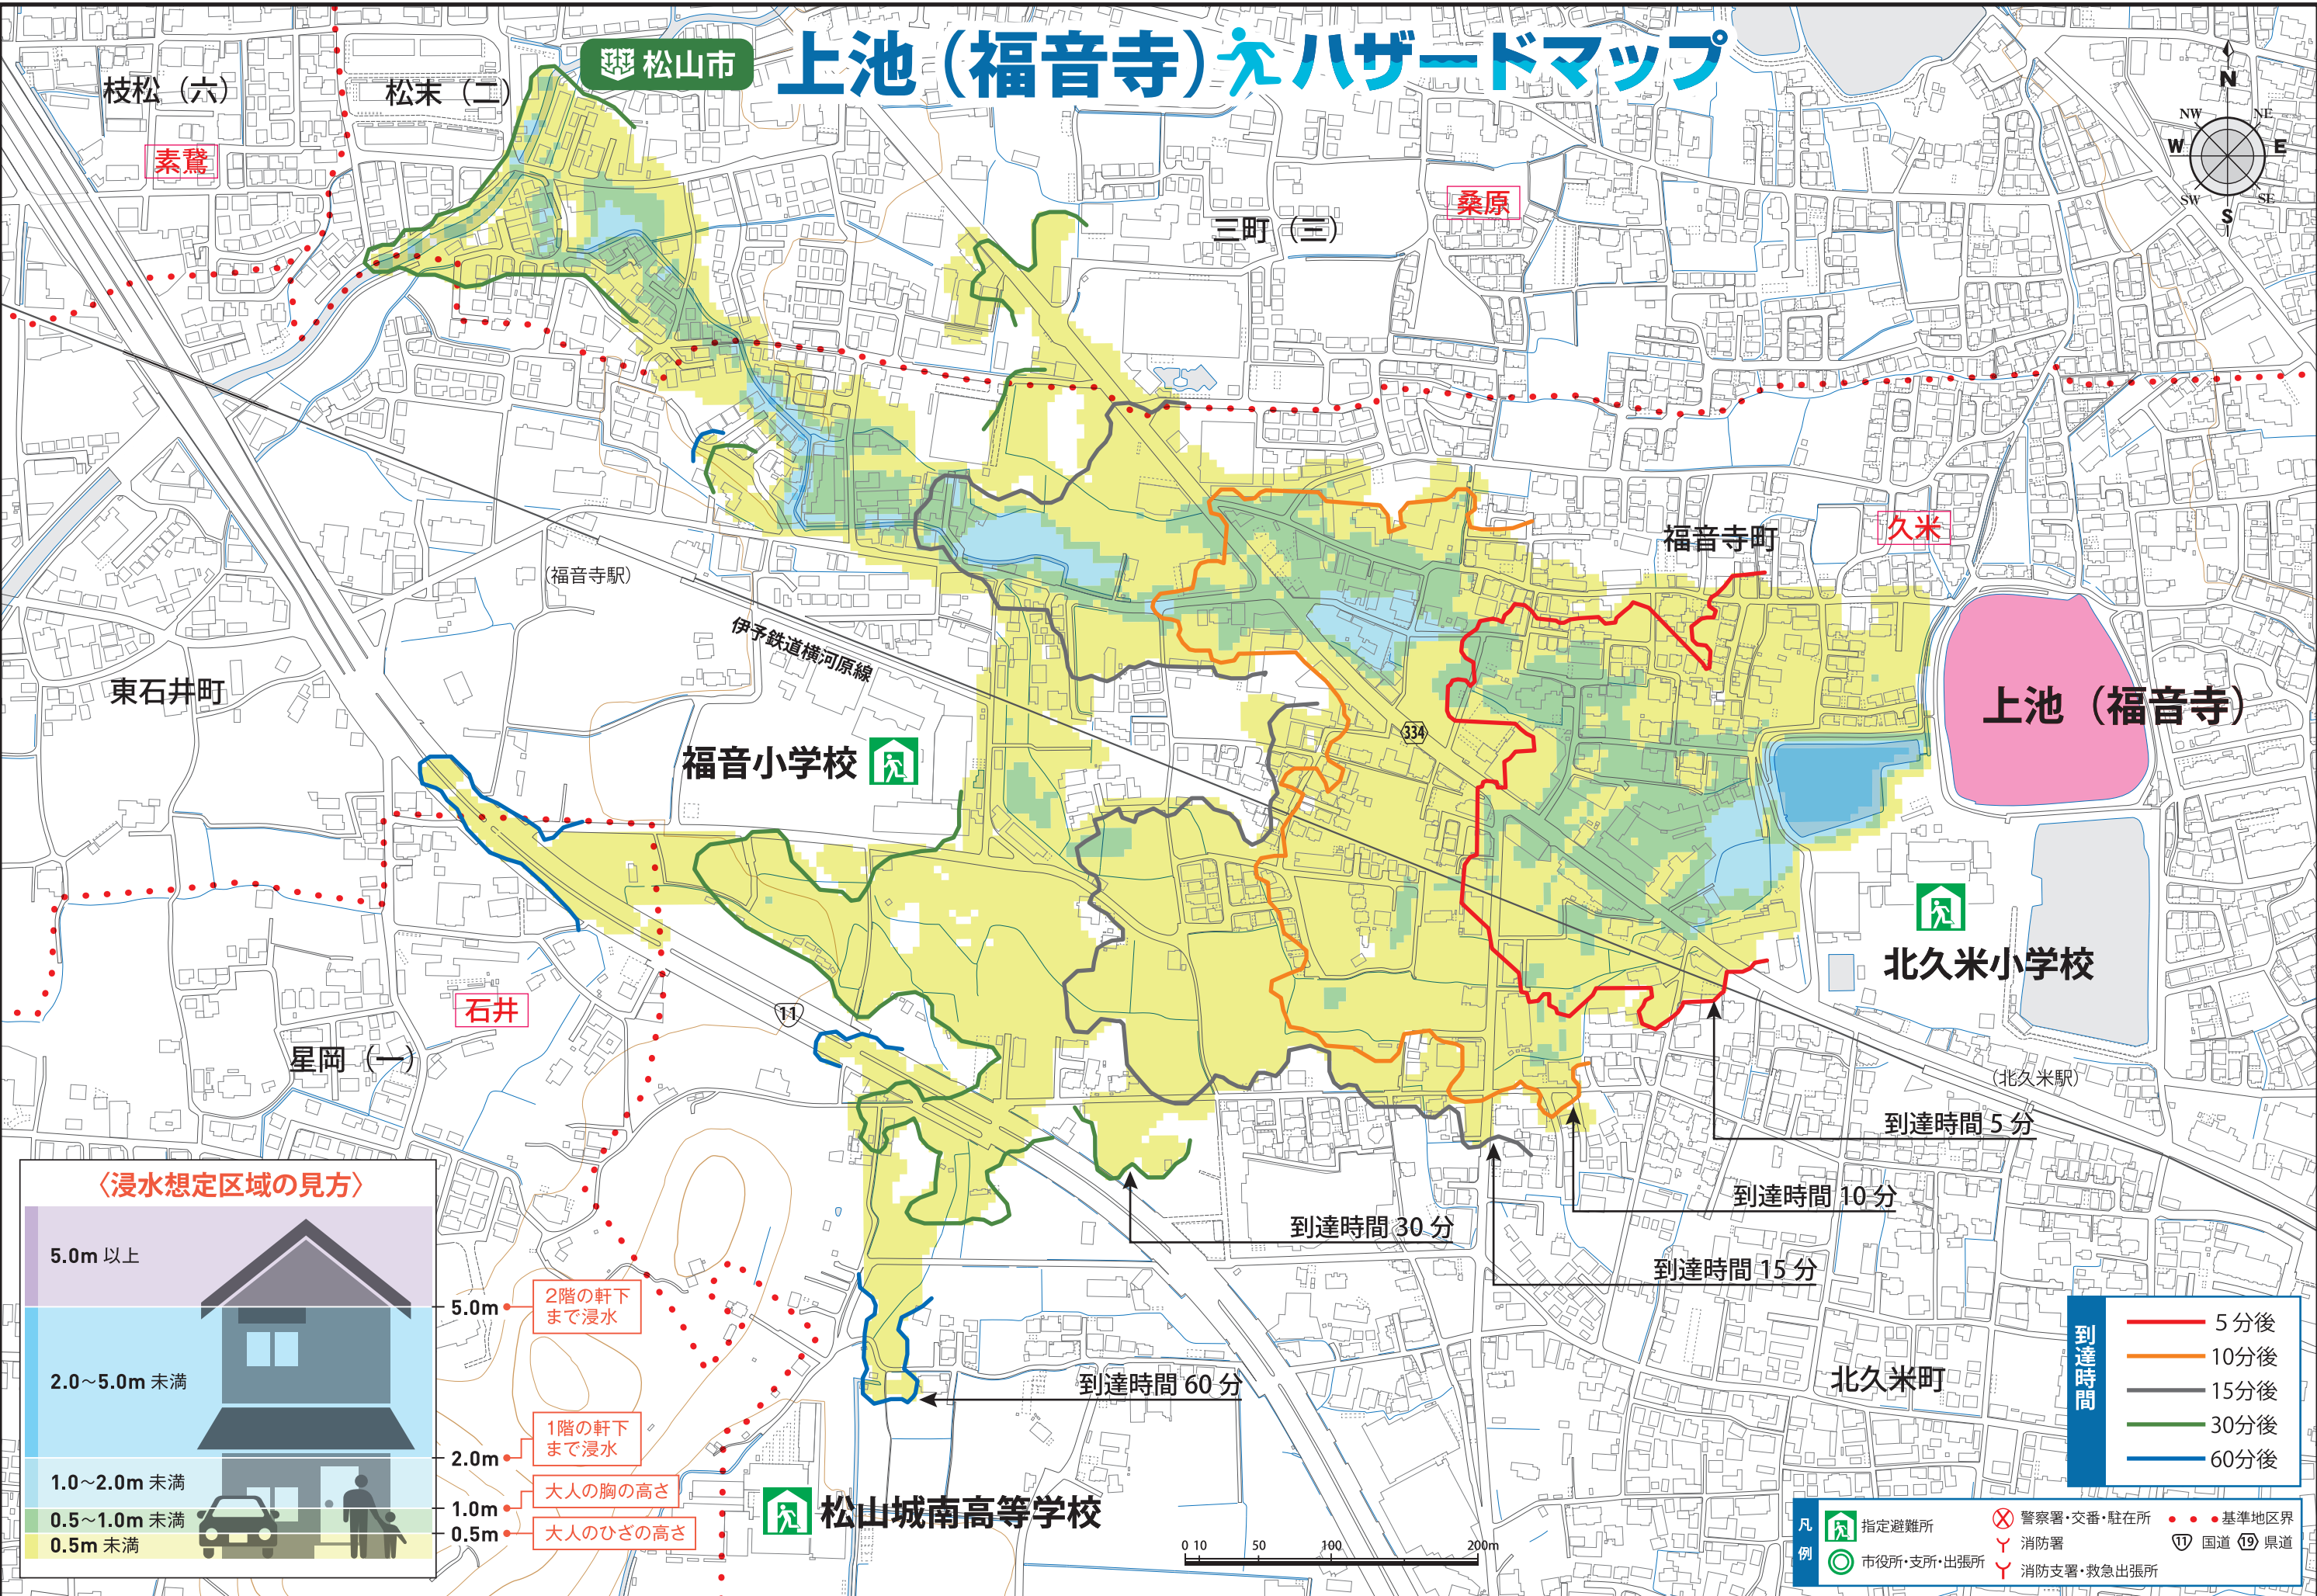 松山市
上池（福音寺）ハザードマップ
枝松（六）
松末（二）
素鵞
三町（三）
桑原
N
NE
E
SE
S
SW
W
NW
福音寺町
久米
（福音寺駅）
伊予鉄道横河原線
東石井町
上池（福音寺）
334
福音小学校
北久米小学校
石井
11
星岡（一）
（北久米駅）
到達時間 5 分
到達時間 10 分
到達時間 30 分
到達時間 15 分
到達時間 60 分
北久米町
松山城南高等学校
〈浸水想定区域の見方〉
5.0m 以上
5.0m
2階の軒下
まで浸水
2.0～5.0m 未満
2.0m
1階の軒下
まで浸水
1.0～2.0m 未満
1.0m
大人の胸の高さ
0.5～1.0m 未満
0.5m
大人のひざの高さ
0.5m 未満
0 10 50 100 200m
到達時間
5分後
10分後
15分後
30分後
60分後
凡例
指定避難所
市役所・支所・出張所
警察署・交番・駐在所
消防署
消防支署・救急出張所
基準地区界
11 国道 19 県道